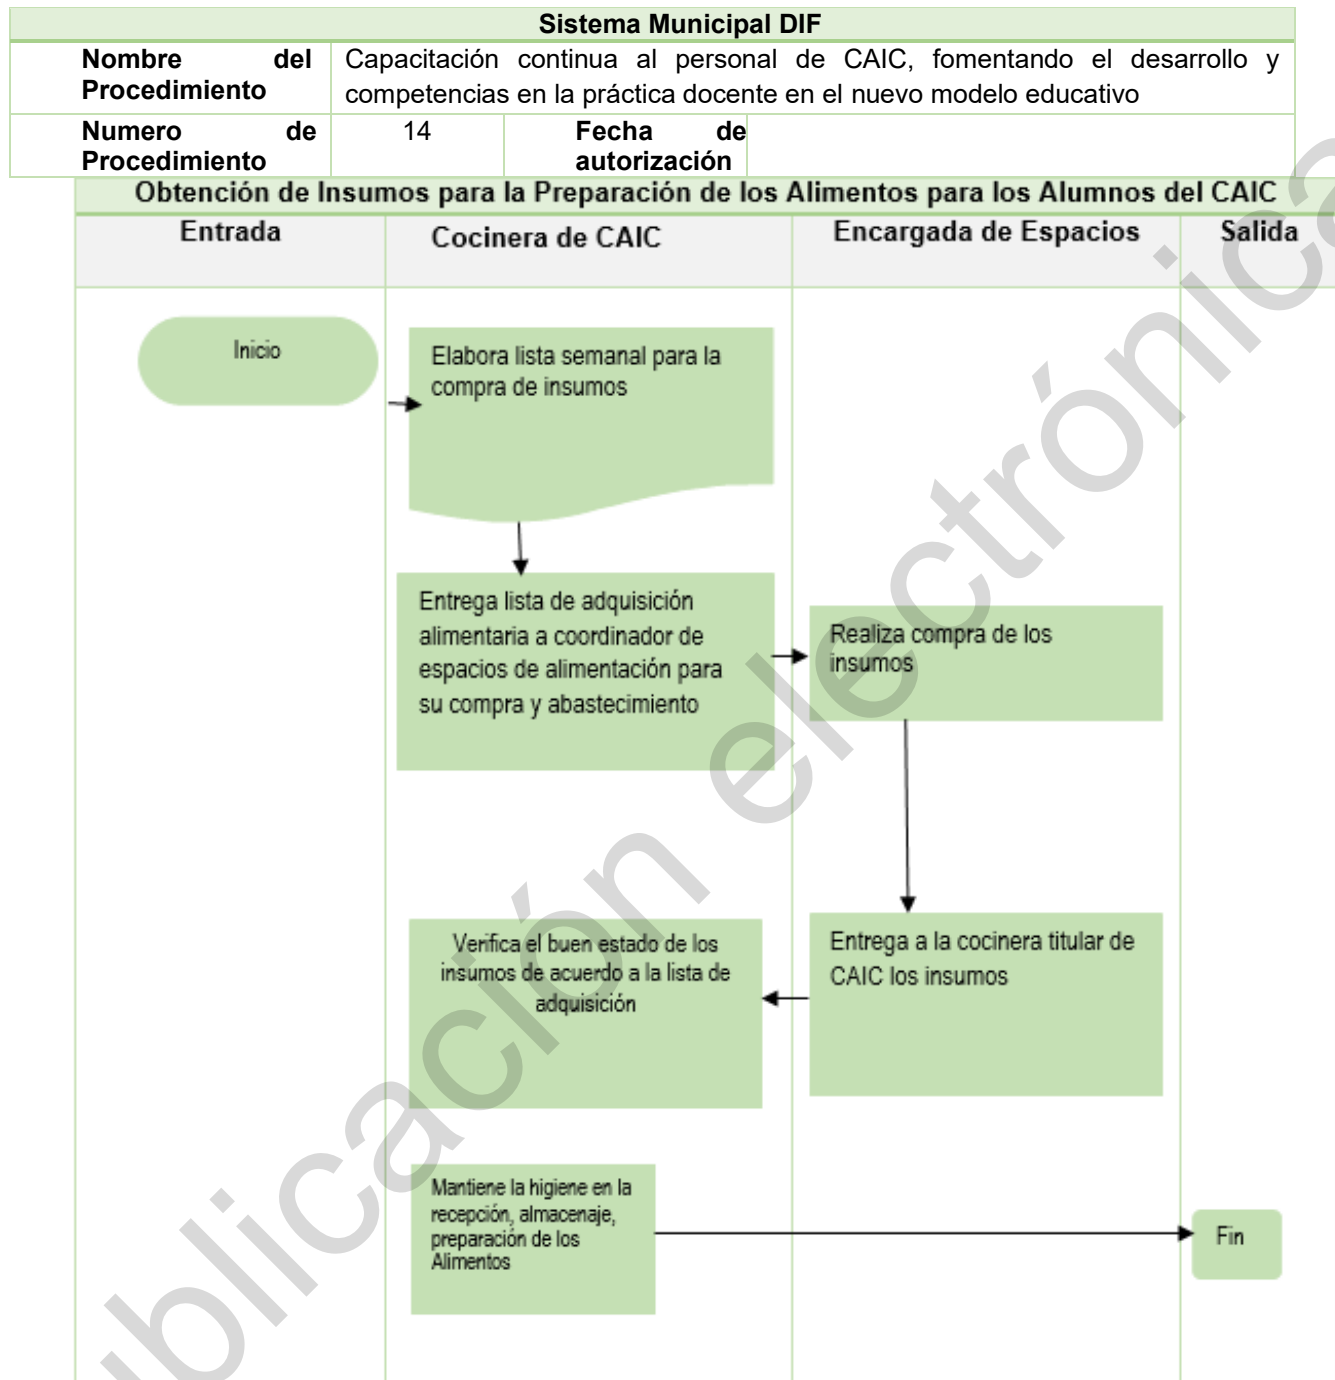 Sistema Municipal DIF
Nombre del
Procedimiento
Capacitación continua al personal de CAIC, fomentando el desarrollo y
competencias en la práctica docente en el nuevo modelo educativo
Numero de
Procedimiento
14
Fecha de
autorización
Obtención de Insumos para la Preparación de los Alimentos para los Alumnos del CAIC
Entrada
Cocinera de CAIC
Encargada de Espacios
Salida
Inicio
Elabora lista semanal para la
compra de insumos
Entrega lista de adquisición
alimentaria a coordinador de
espacios de alimentación para
su compra y abastecimiento
Realiza compra de los
insumos
Entrega a la cocinera titular de
CAIC los insumos
Verifica el buen estado de los
insumos de acuerdo a la lista de
adquisición
Mantiene la higiene en la
recepción, almacenaje,
preparación de los
Alimentos
Fin
ublicación electrónica